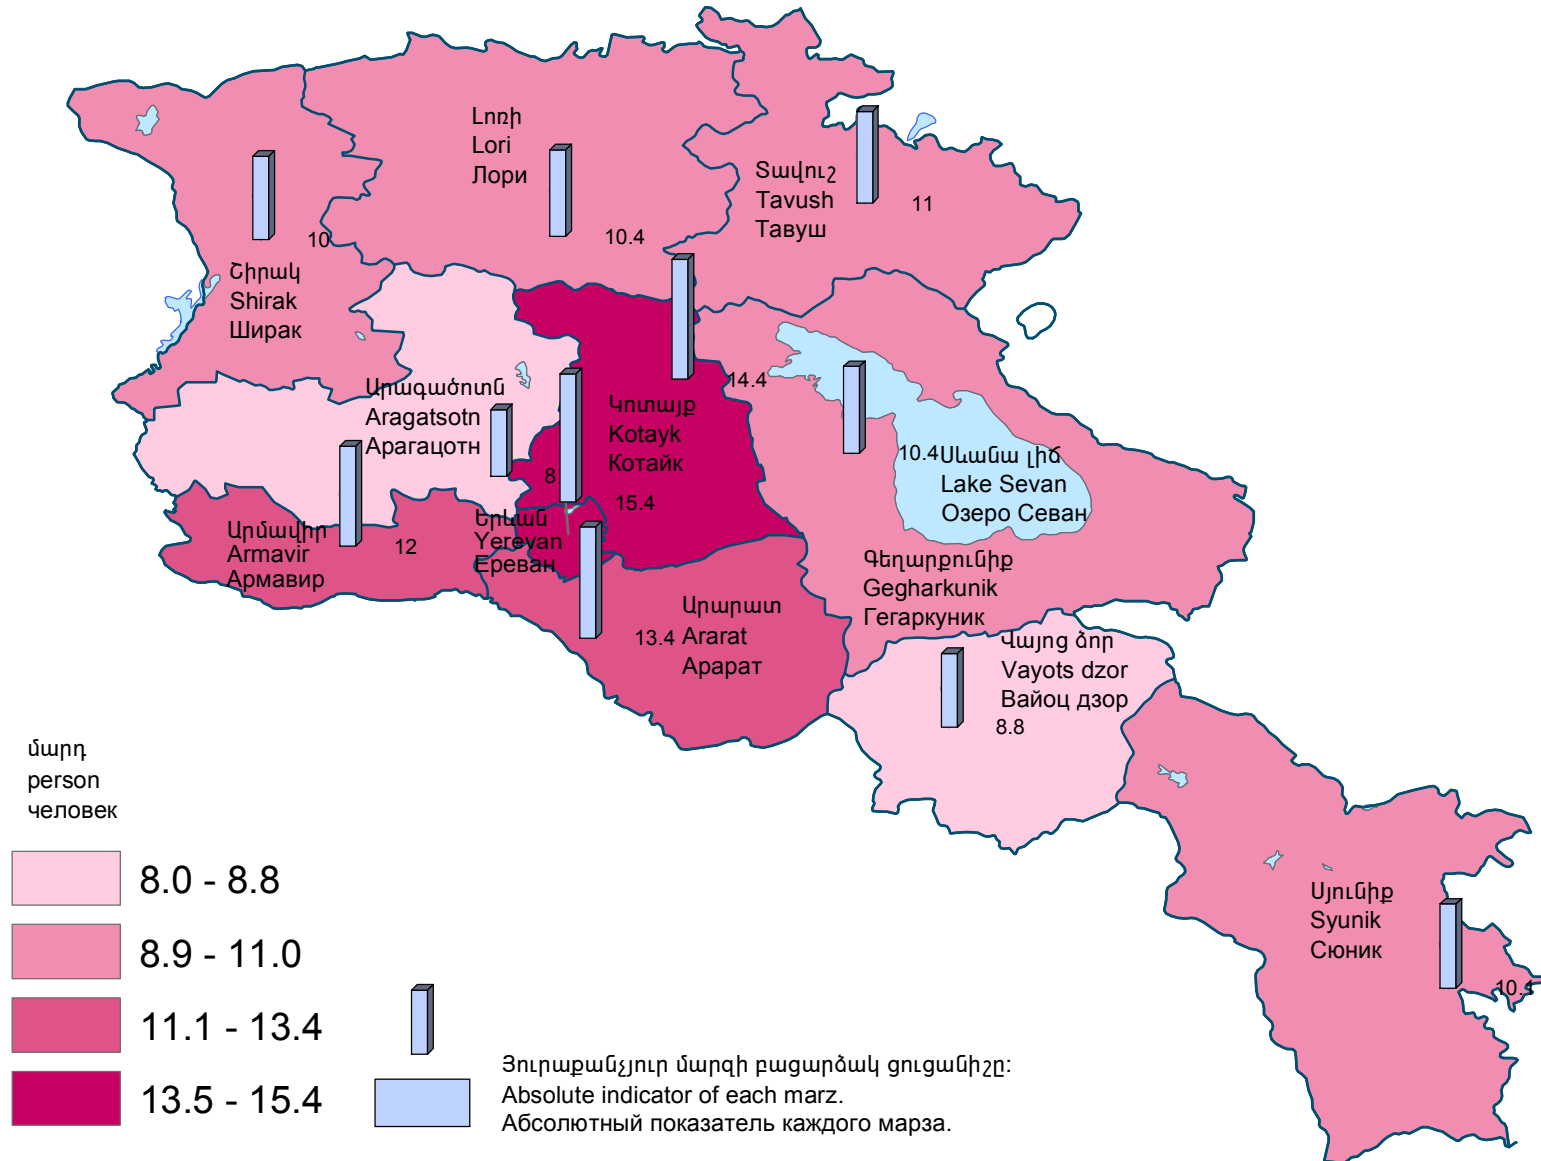 Լոռի
Lori
Лори
10.4
Տավուշ
Tavush
Тавуш
11
10
Շիրակ
Shirak
Ширак
Արագածոտն
Aragatsotn
Арагацотн
8
14.4
Կոտայք
Kotayk
Котайк
15.4
Երևան
Yerevan
Ереван
10.4
Սևանա լիճ
Lake Sevan
Озеро Севан
Գեղարքունիք
Gegharkunik
Гегаркуник
Արմավիր
Armavir
Армавир
12
13.4
Արարատ
Ararat
Арарат
Վայոց ձոր
Vayots dzor
Вайоц дзор
8.8
Սյունիք
Syunik
Сюник
10.1
մարդ
person
человек
8.0 - 8.8
8.9 - 11.0
11.1 - 13.4
13.5 - 15.4
Յուրաքանչյուր մարզի բացարձակ ցուցանիշը:
Absolute indicator of each marz.
Абсолютный показатель каждого марза.